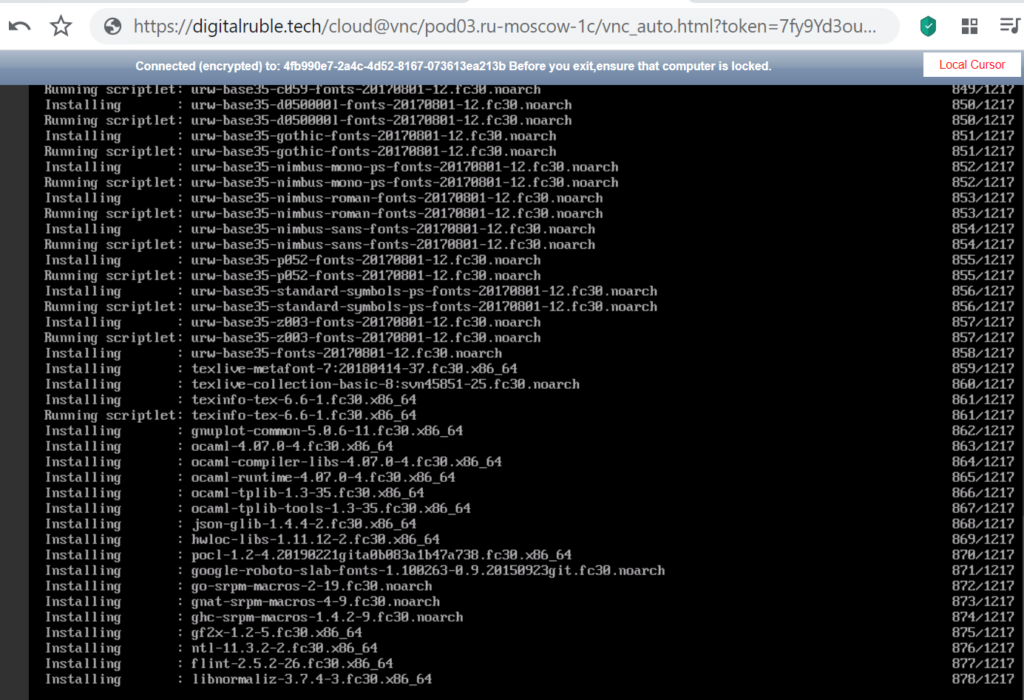 https://digitalruble.tech/cloud@vnc/pod03.ru-moscow-1c/vnc_auto.html?token=7fy9Yd3ou...
Connected (encrypted) to: 4fb990e7-2a4c-4d52-8167-073613ea213b Before you exit,ensure that computer is locked.
Local Cursor
Running scriptlet: urw-base35-c059-fonts-20170801-12.fc30.noarch 849/1217
Installing : urw-base35-d050000l-fonts-20170801-12.fc30.noarch 850/1217
Running scriptlet: urw-base35-d050000l-fonts-20170801-12.fc30.noarch 850/1217
Installing : urw-base35-gothic-fonts-20170801-12.fc30.noarch 851/1217
Running scriptlet: urw-base35-gothic-fonts-20170801-12.fc30.noarch 851/1217
Installing : urw-base35-nimbus-mono-ps-fonts-20170801-12.fc30.noarch 852/1217
Running scriptlet: urw-base35-nimbus-mono-ps-fonts-20170801-12.fc30.noarch 852/1217
Installing : urw-base35-nimbus-roman-fonts-20170801-12.fc30.noarch 853/1217
Running scriptlet: urw-base35-nimbus-roman-fonts-20170801-12.fc30.noarch 853/1217
Installing : urw-base35-nimbus-sans-fonts-20170801-12.fc30.noarch 854/1217
Running scriptlet: urw-base35-nimbus-sans-fonts-20170801-12.fc30.noarch 854/1217
Installing : urw-base35-p052-fonts-20170801-12.fc30.noarch 855/1217
Running scriptlet: urw-base35-p052-fonts-20170801-12.fc30.noarch 855/1217
Installing : urw-base35-standard-symbols-ps-fonts-20170801-12.fc30.noarch 856/1217
Running scriptlet: urw-base35-standard-symbols-ps-fonts-20170801-12.fc30.noarch 856/1217
Installing : urw-base35-z003-fonts-20170801-12.fc30.noarch 857/1217
Running scriptlet: urw-base35-z003-fonts-20170801-12.fc30.noarch 857/1217
Installing : urw-base35-fonts-20170801-12.fc30.noarch 858/1217
Installing : texlive-metafont-7:20180414-37.fc30.x86_64 859/1217
Installing : texlive-collection-basic-8:svn45851-25.fc30.noarch 860/1217
Installing : texinfo-tex-6.6-1.fc30.x86_64 861/1217
Running scriptlet: texinfo-tex-6.6-1.fc30.x86_64 861/1217
Installing : gnuplot-common-5.0.6-11.fc30.x86_64 862/1217
Installing : ocaml-4.07.0-4.fc30.x86_64 863/1217
Installing : ocaml-compiler-libs-4.07.0-4.fc30.x86_64 864/1217
Installing : ocaml-runtime-4.07.0-4.fc30.x86_64 865/1217
Installing : ocaml-tplib-1.3-35.fc30.x86_64 866/1217
Installing : ocaml-tplib-tools-1.3-35.fc30.x86_64 867/1217
Installing : json-glib-1.4.4-2.fc30.x86_64 868/1217
Installing : hwloc-libs-1.11.12-2.fc30.x86_64 869/1217
Installing : pocl-1.2-4.20190221gita0b083a1b47a738.fc30.x86_64 870/1217
Installing : google-roboto-slab-fonts-1.100263-0.9.20150923git.fc30.noarch 871/1217
Installing : go-srpm-macros-2-19.fc30.noarch 872/1217
Installing : gnat-srpm-macros-4-9.fc30.noarch 873/1217
Installing : ghc-srpm-macros-1.4.2-9.fc30.noarch 874/1217
Installing : gf2x-1.2-5.fc30.x86_64 875/1217
Installing : ntl-11.3.2-2.fc30.x86_64 876/1217
Installing : flint-2.5.2-26.fc30.x86_64 877/1217
Installing : libnormaliz-3.7.4-3.fc30.x86_64 878/1217